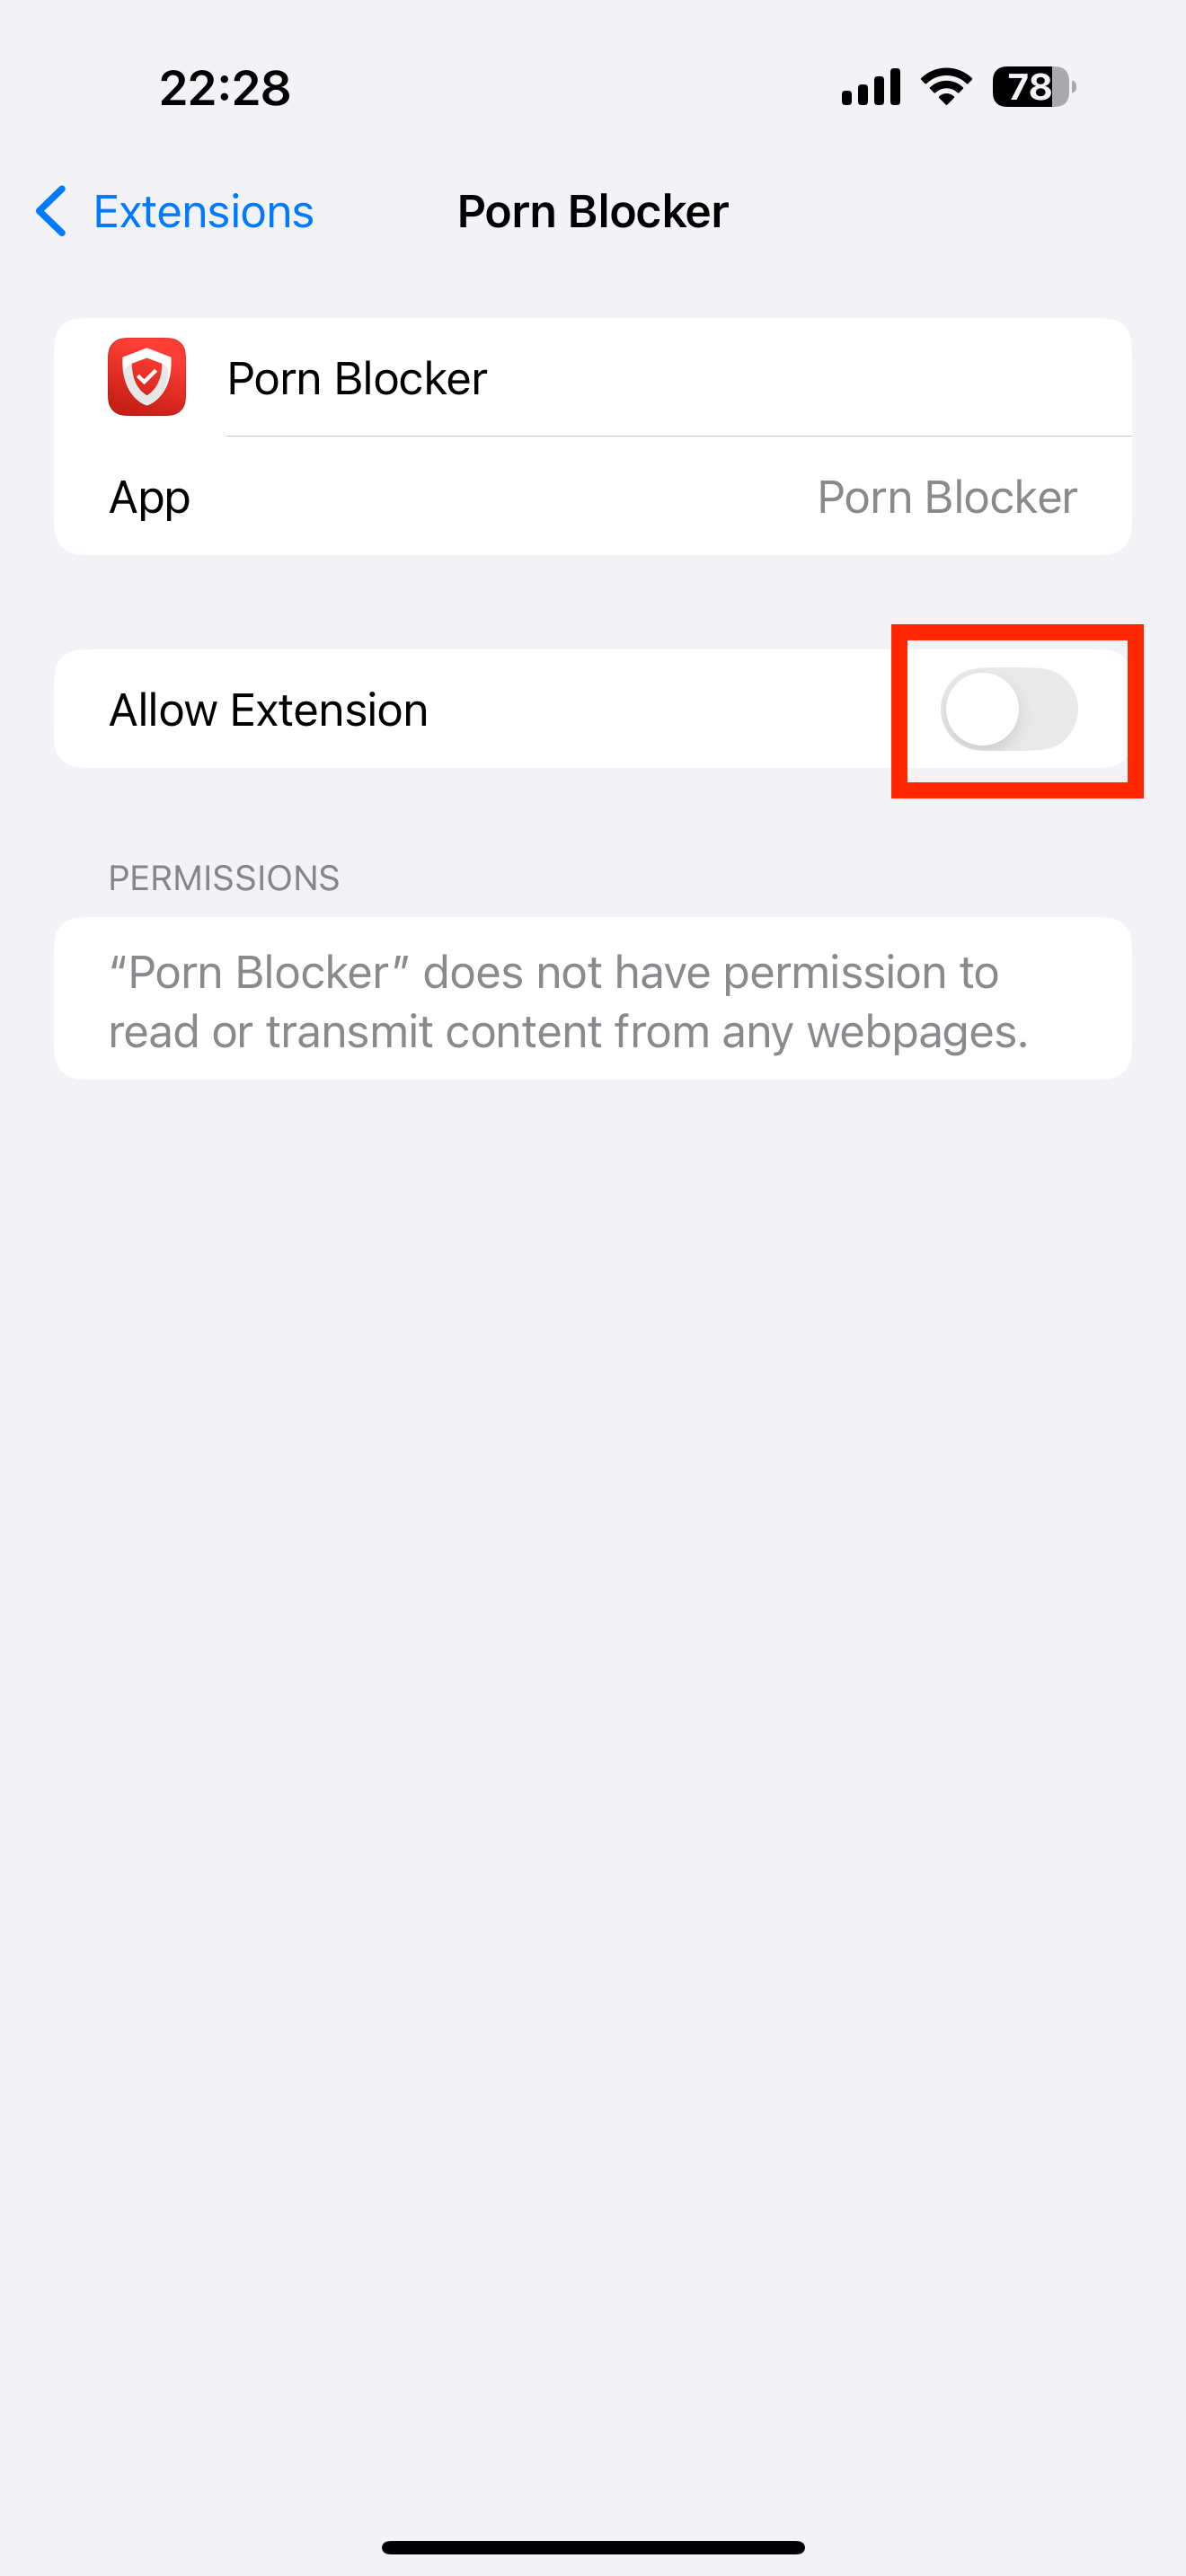 22:28
78
Extensions
Porn Blocker
Porn Blocker
App
Porn Blocker
Allow Extension
PERMISSIONS
“Porn Blocker” does not have permission to
read or transmit content from any webpages.